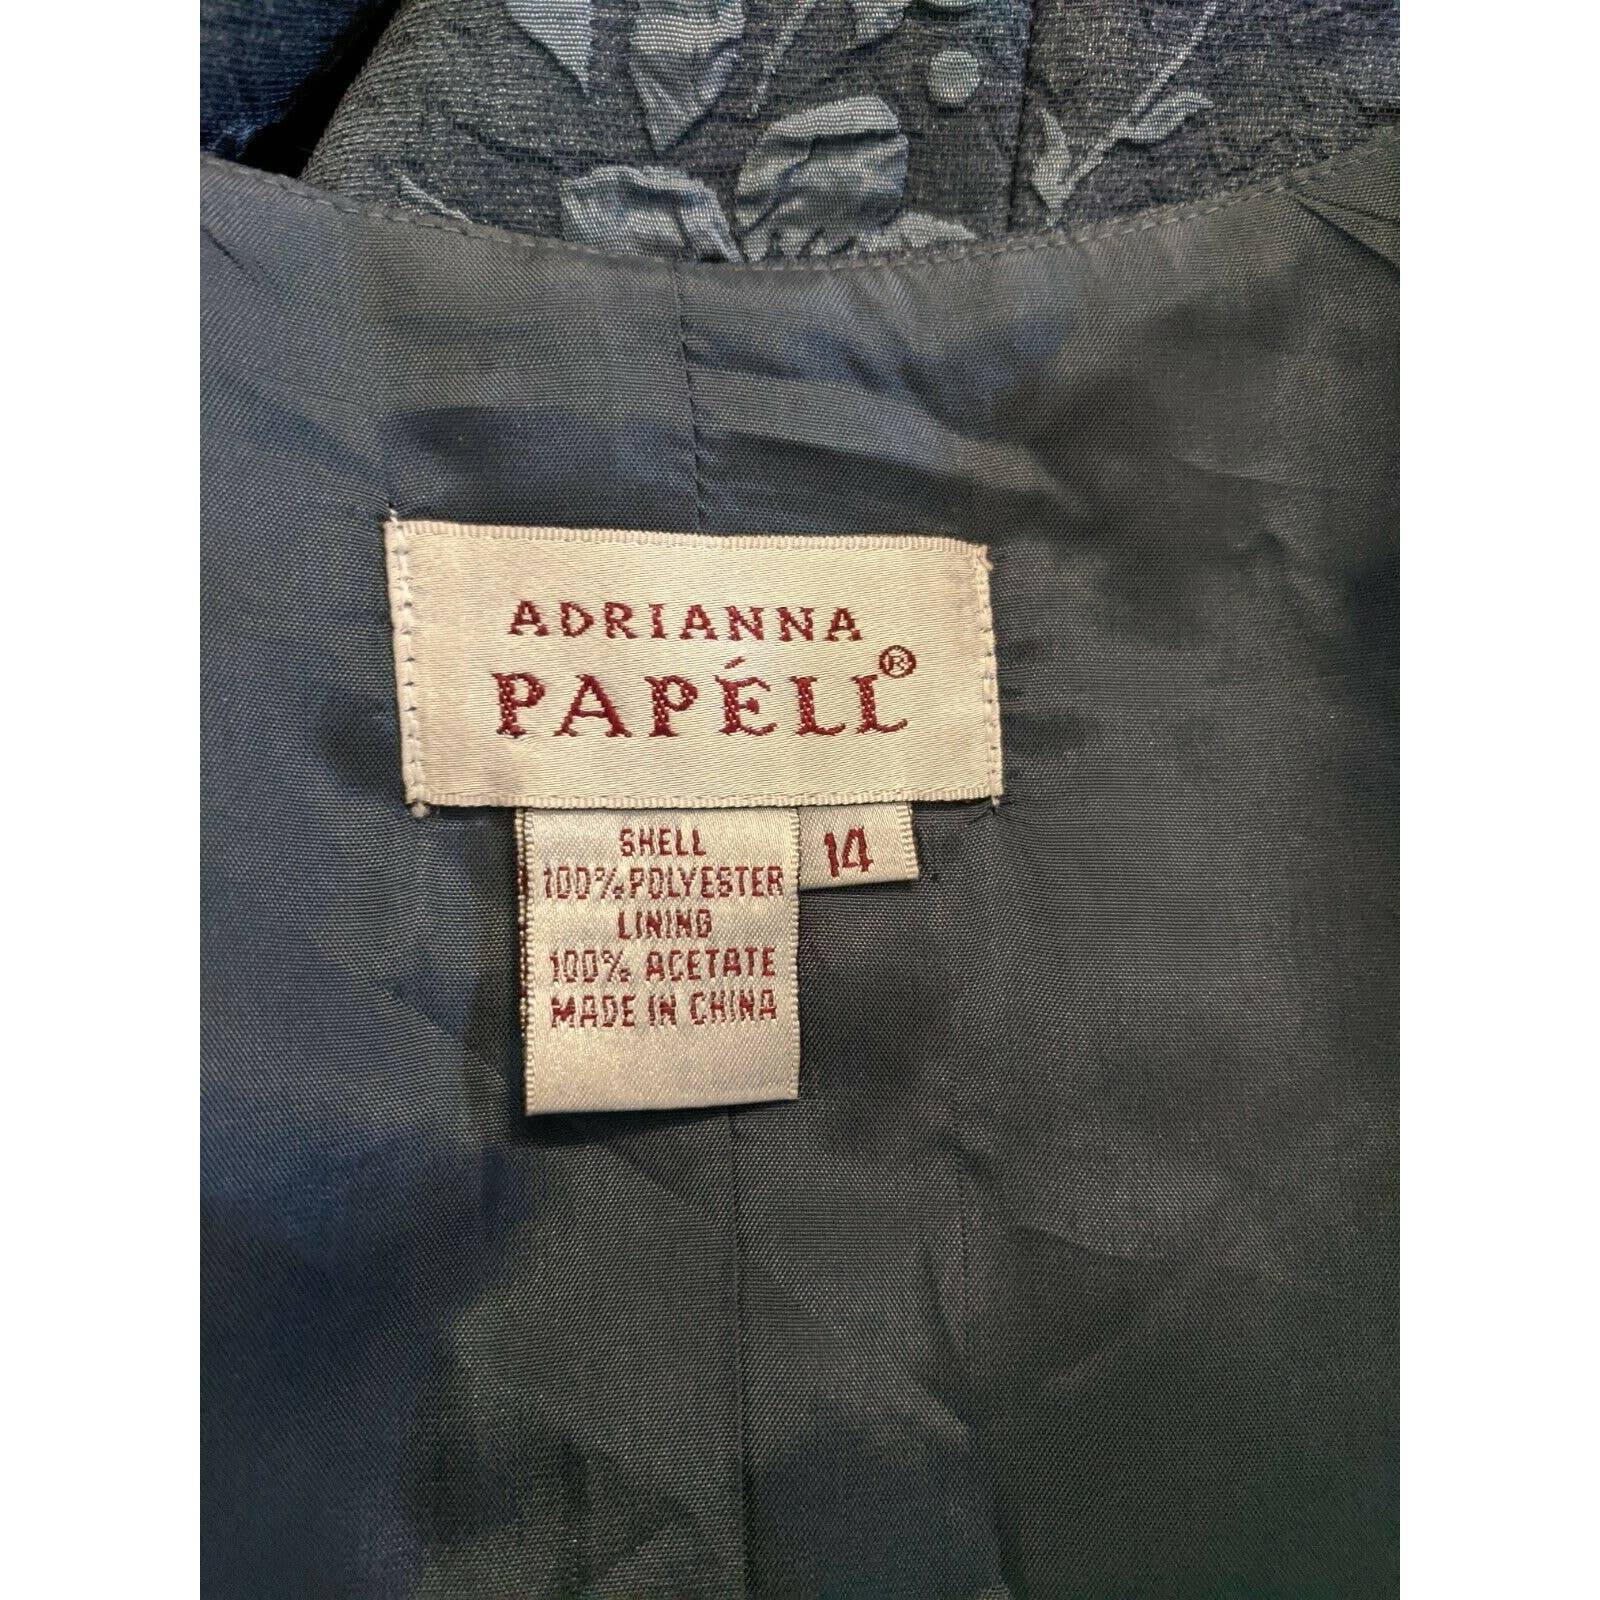 ADRIANNA
PAPÉLL®
14
SHELL
100% POLYESTER
LINING
100% ACETATE
MADE IN CHINA